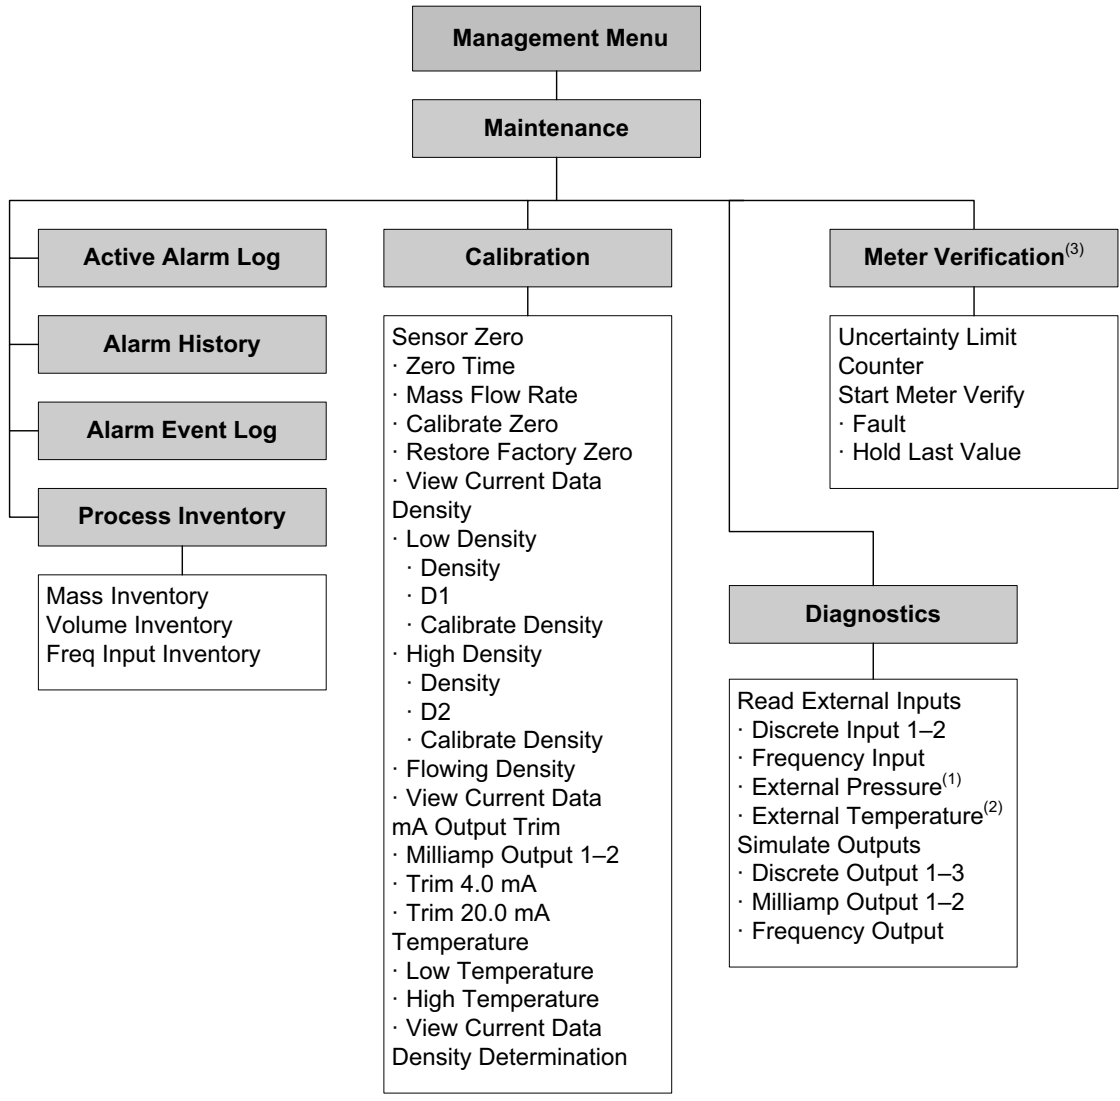 Management Menu
Maintenance
Active Alarm Log
Alarm History
Alarm Event Log
Process Inventory
Mass Inventory
Volume Inventory
Freq Input Inventory
Calibration
Sensor Zero
· Zero Time
· Mass Flow Rate
· Calibrate Zero
· Restore Factory Zero
· View Current Data
Density
· Low Density
· Density
· D1
· Calibrate Density
· High Density
· Density
· D2
· Calibrate Density
· Flowing Density
· View Current Data
mA Output Trim
· Milliamp Output 1–2
· Trim 4.0 mA
· Trim 20.0 mA
Temperature
· Low Temperature
· High Temperature
· View Current Data
Density Determination
Meter Verification(3)
Uncertainty Limit
Counter
Start Meter Verify
· Fault
· Hold Last Value
Diagnostics
Read External Inputs
· Discrete Input 1–2
· Frequency Input
· External Pressure(1)
· External Temperature(2)
Simulate Outputs
· Discrete Output 1–3
· Milliamp Output 1–2
· Frequency Output